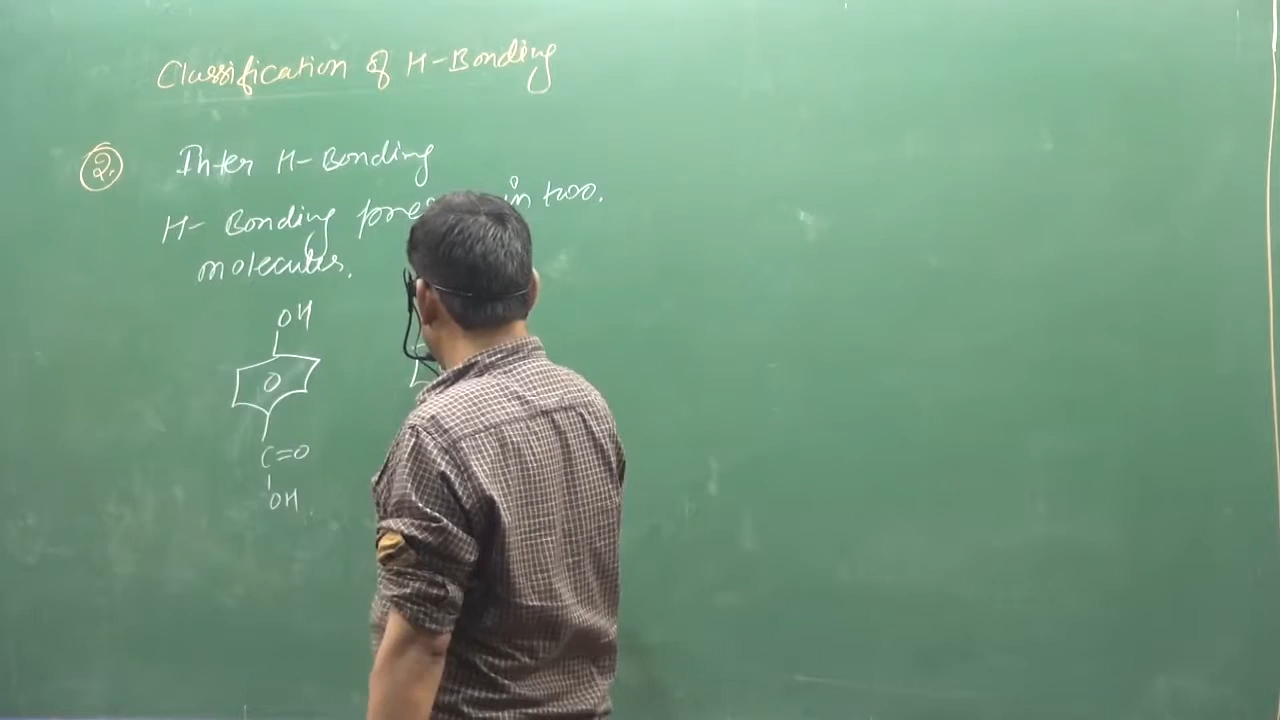 Classification of H-Bonding
2. Inter H-Bonding
H-Bonding in two.
molecules.
OH
C=O
OH